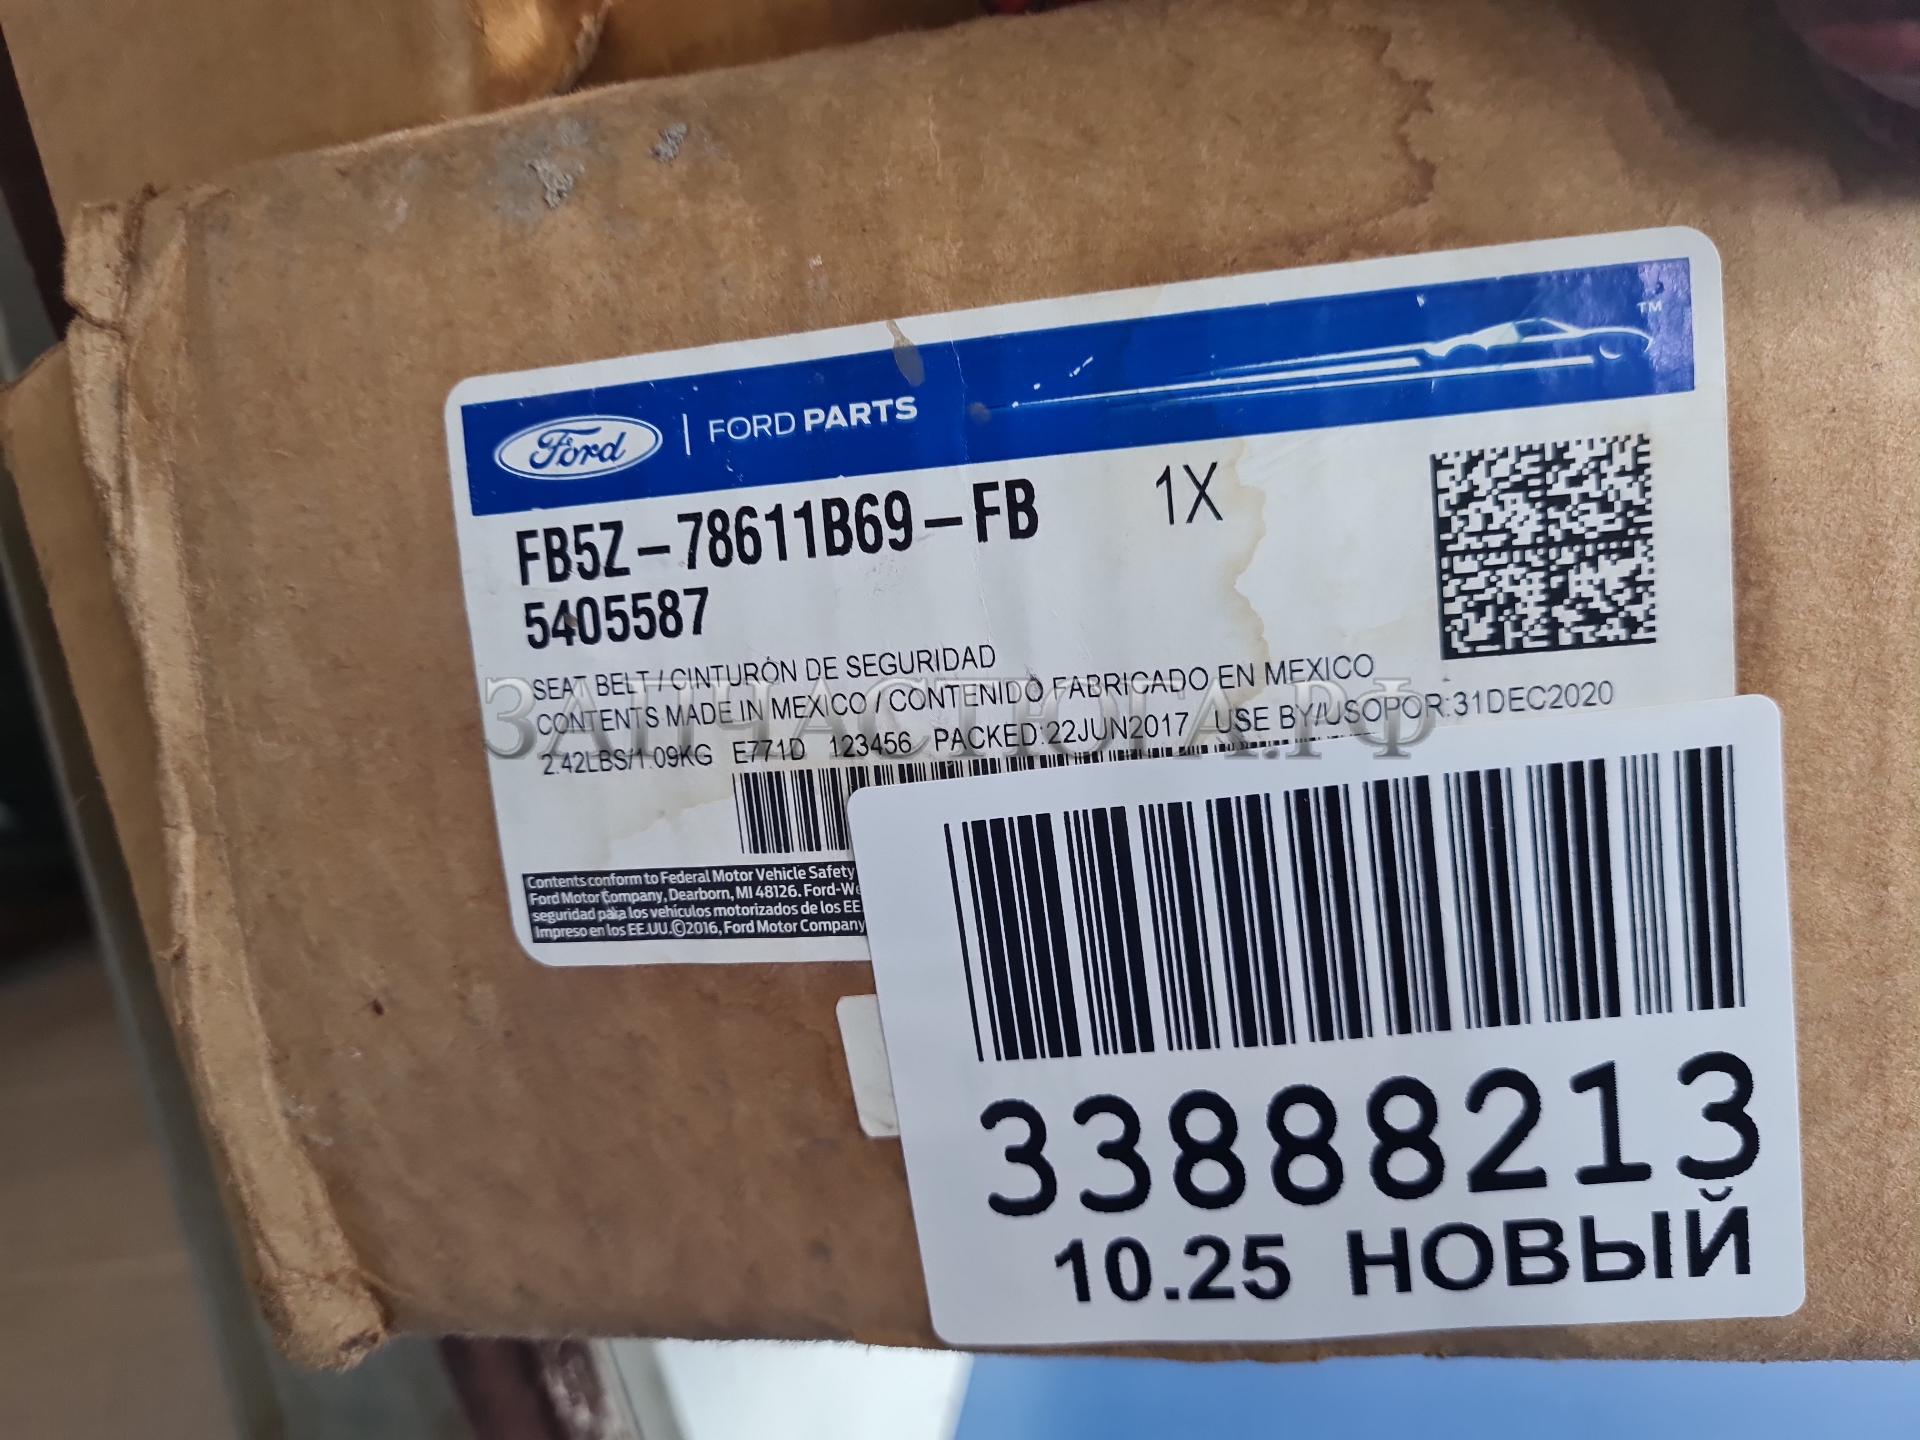 Ford | FORD PARTS
TM
FB5Z-78611B69-FB 1X
5405587
SEAT BELT / CINTURÓN DE SEGURIDAD
CONTENTS MADE IN MEXICO / CONTENIDO FABRICADO EN MEXICO
2.42LBS/1.09KG E771D 123456 PACKED:22JUN2017 USE BY/USOPOR:31DEC2020
ЗАПЧАСТЮГА.РФ
Contents conform to Federal Motor Vehicle Safety
Ford Motor Company, Dearborn, MI 48126. Ford-We
seguridad para los vehículos motorizados de los EE
Impreso en los EE.UU.©2016, Ford Motor Company
33888213
10.25 НОВЫЙ